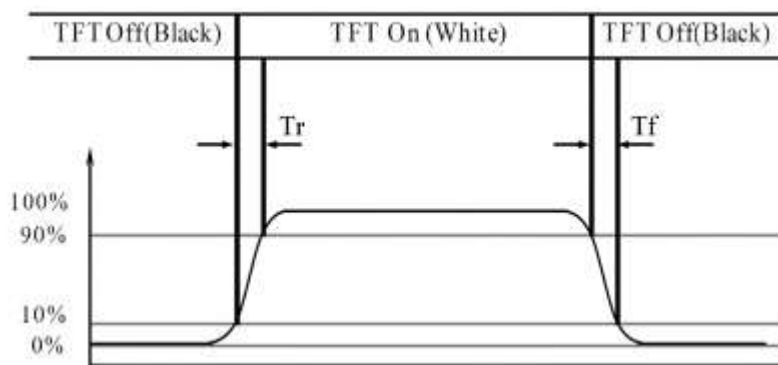 TFT Off(Black) TFT On (White) TFT Off(Black)
Tr Tf
100%
90%
10%
0%